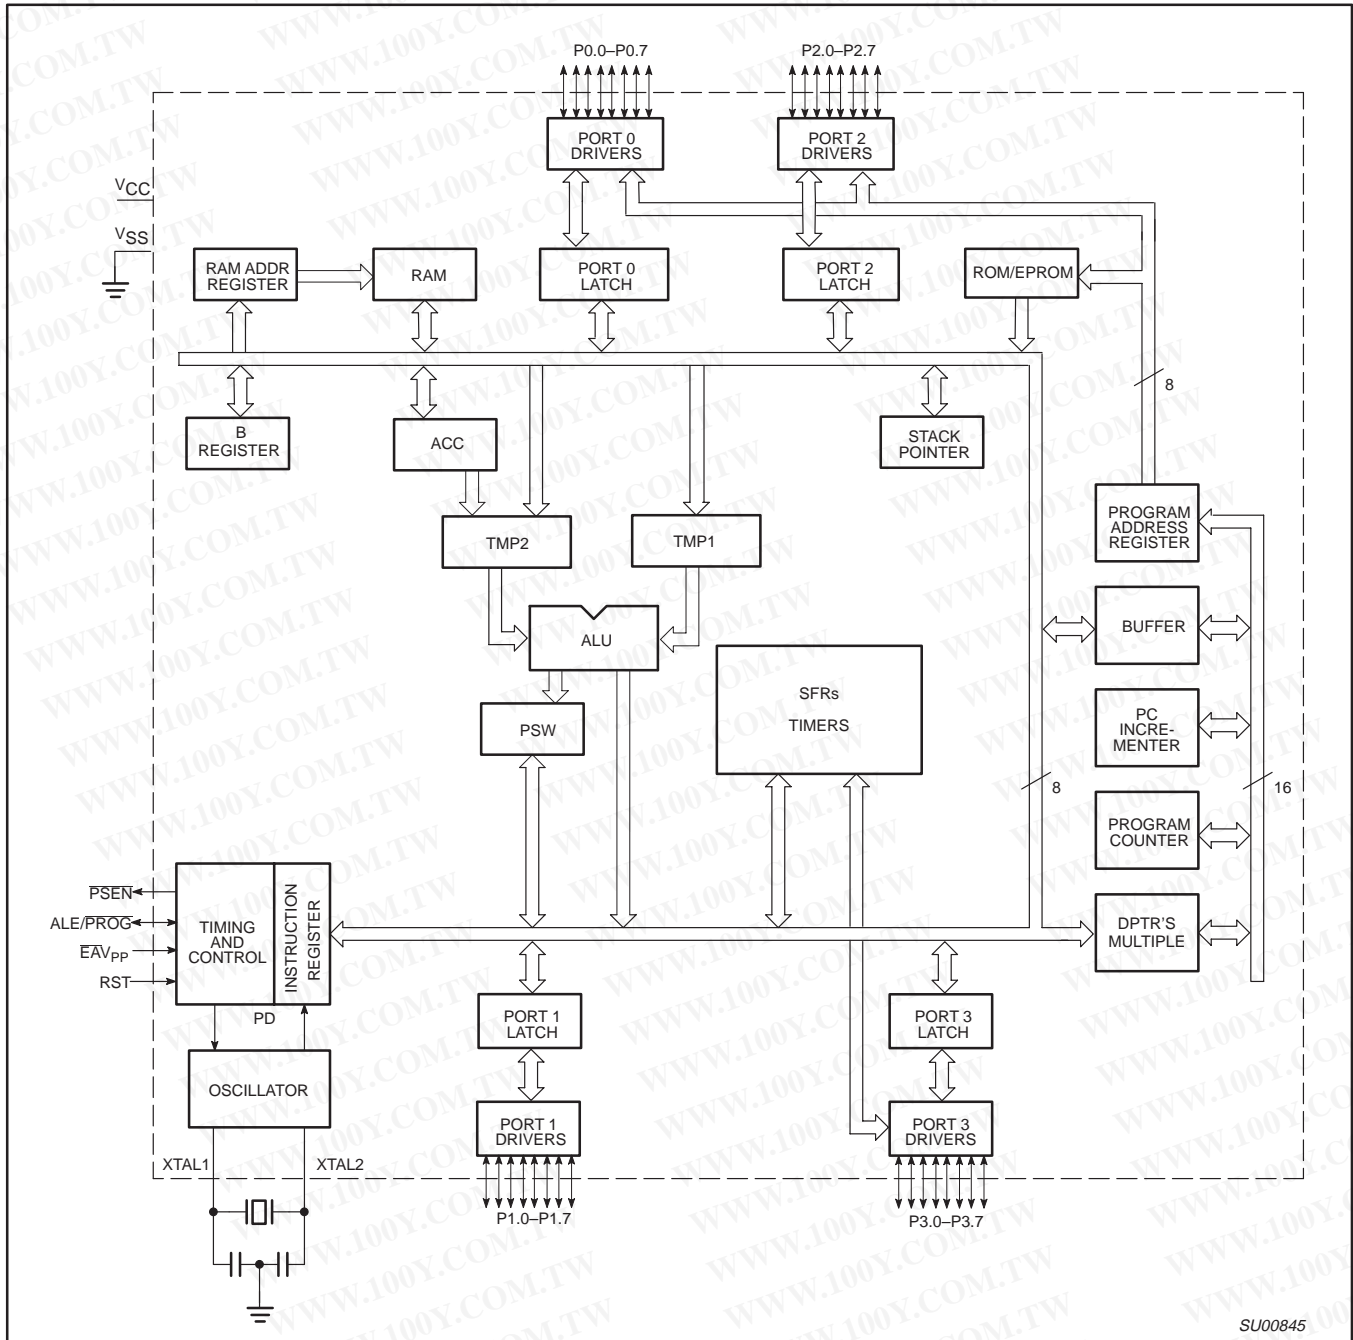 P0.0–P0.7
P2.0–P2.7
PORT 0
DRIVERS
PORT 2
DRIVERS
VCC
VSS
RAM ADDR
REGISTER
RAM
PORT 0
LATCH
PORT 2
LATCH
ROM/EPROM
8
B
REGISTER
ACC
STACK
POINTER
PROGRAM
ADDRESS
REGISTER
TMP2
TMP1
ALU
BUFFER
SFRs
TIMERS
PSW
PC
INCRE-
MENTER
8
16
PROGRAM
COUNTER
PSEN
ALE/PROG
EAVPP
RST
TIMING
AND
CONTROL
INSTRUCTION
REGISTER
DPTR'S
MULTIPLE
PD
PORT 1
LATCH
PORT 3
LATCH
OSCILLATOR
PORT 1
DRIVERS
PORT 3
DRIVERS
XTAL1
XTAL2
P1.0–P1.7
P3.0–P3.7
SU00845
WWW.100Y.COM.TW